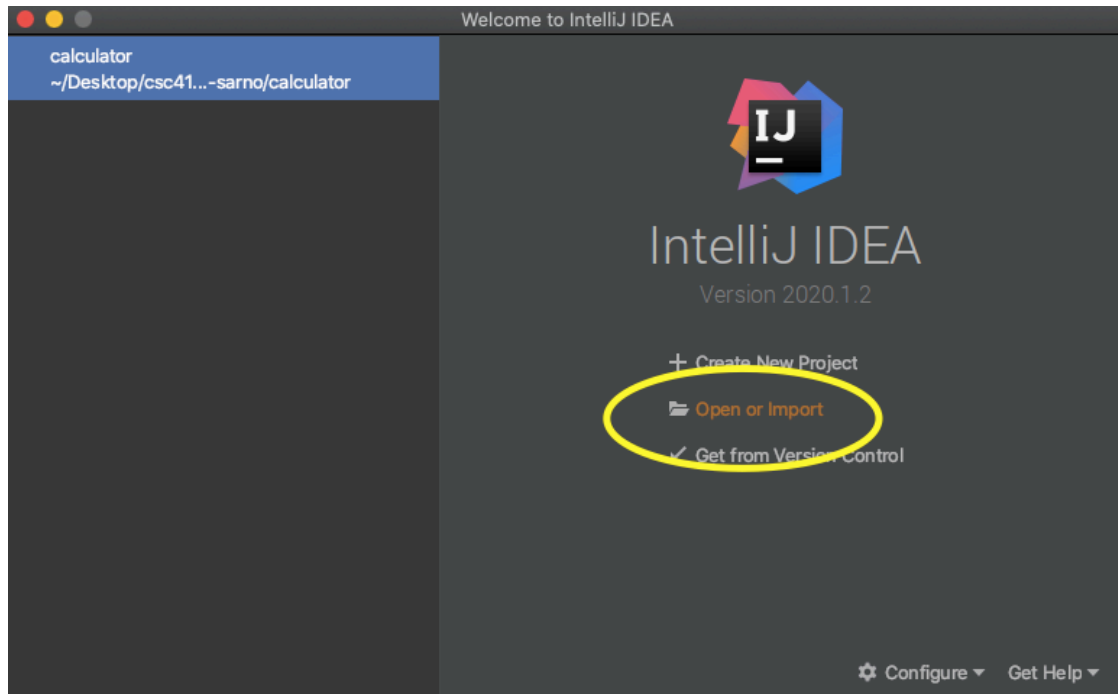 Welcome to IntelliJ IDEA
calculator
~/Desktop/csc41...-sarno/calculator
IJ
IntelliJ IDEA
Version 2020.1.2
Create New Project
Open or Import
Get from Version Control
Configure
Get Help